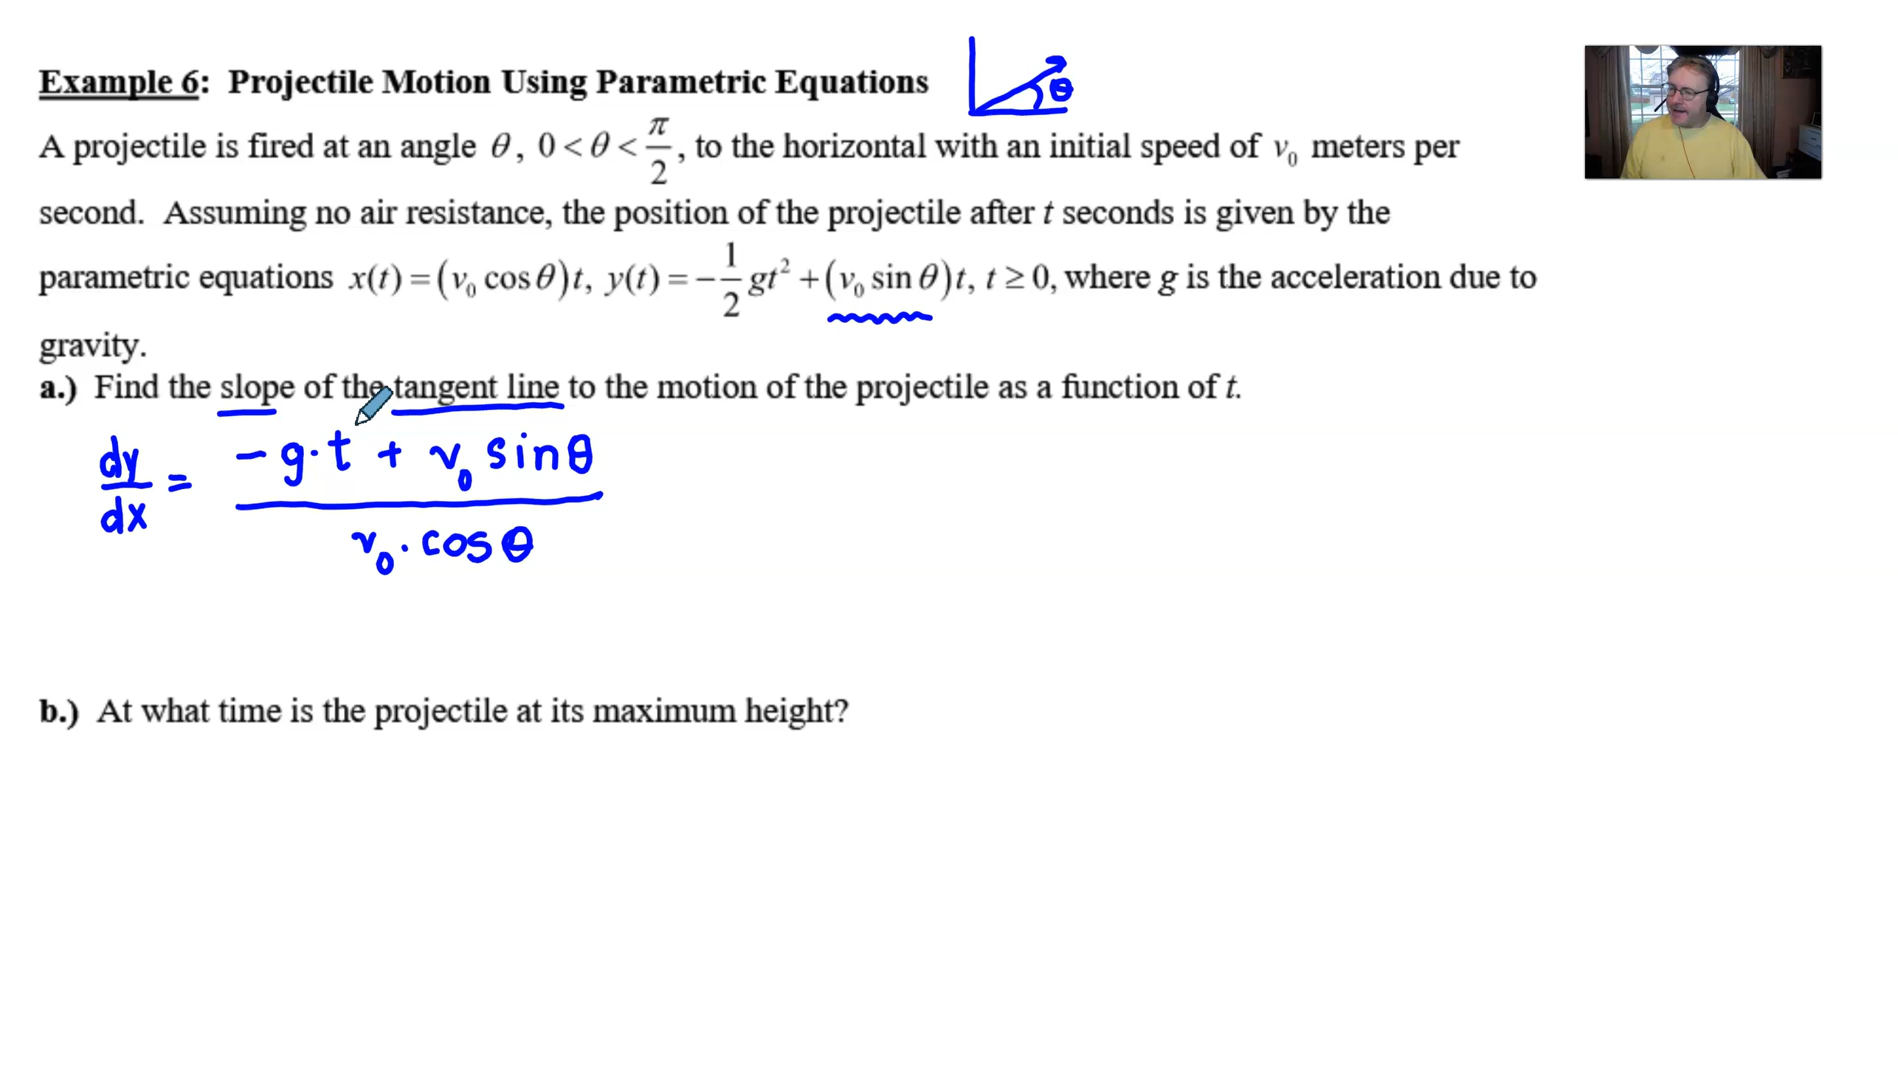 Example 6: Projectile Motion Using Parametric Equations
θ
A projectile is fired at an angle θ, 0 < θ < π/2, to the horizontal with an initial speed of v₀ meters per
second. Assuming no air resistance, the position of the projectile after t seconds is given by the
parametric equations x(t) = (v₀ cos θ)t, y(t) = −1/2 gt² + (v₀ sin θ)t, t ≥ 0, where g is the acceleration due to
gravity.
a.) Find the slope of the tangent line to the motion of the projectile as a function of t.
dy/dx = (−g·t + v₀ sinθ)/(v₀·cosθ)
b.) At what time is the projectile at its maximum height?